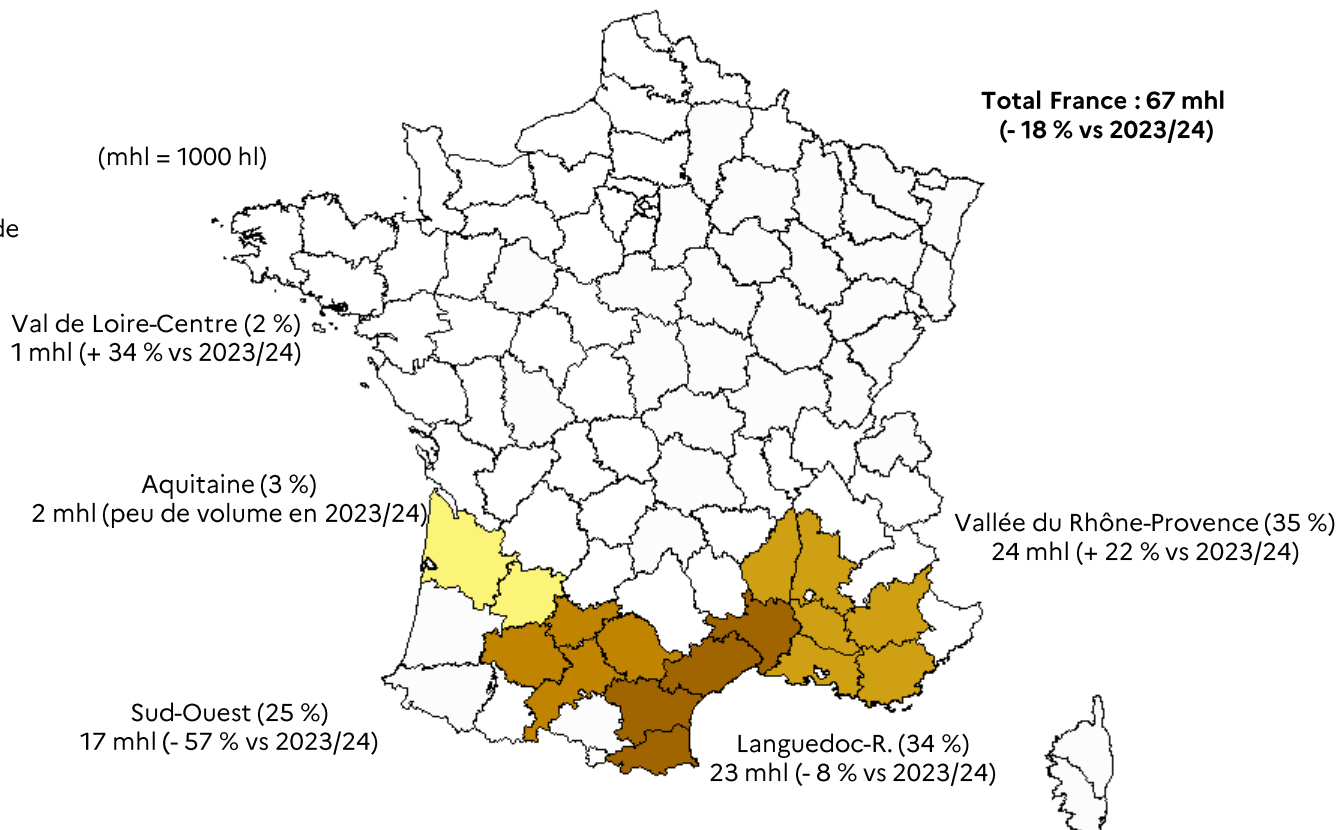 Total France : 67 mhl
(- 18 % vs 2023/24)
(mhl = 1000 hl)
de
Val de Loire-Centre (2 %)
1 mhl (+ 34 % vs 2023/24)
Aquitaine (3 %)
2 mhl (peu de volume en 2023/24)
Vallée du Rhône-Provence (35 %)
24 mhl (+ 22 % vs 2023/24)
Sud-Ouest (25 %)
17 mhl (- 57 % vs 2023/24)
Languedoc-R. (34 %)
23 mhl (- 8 % vs 2023/24)